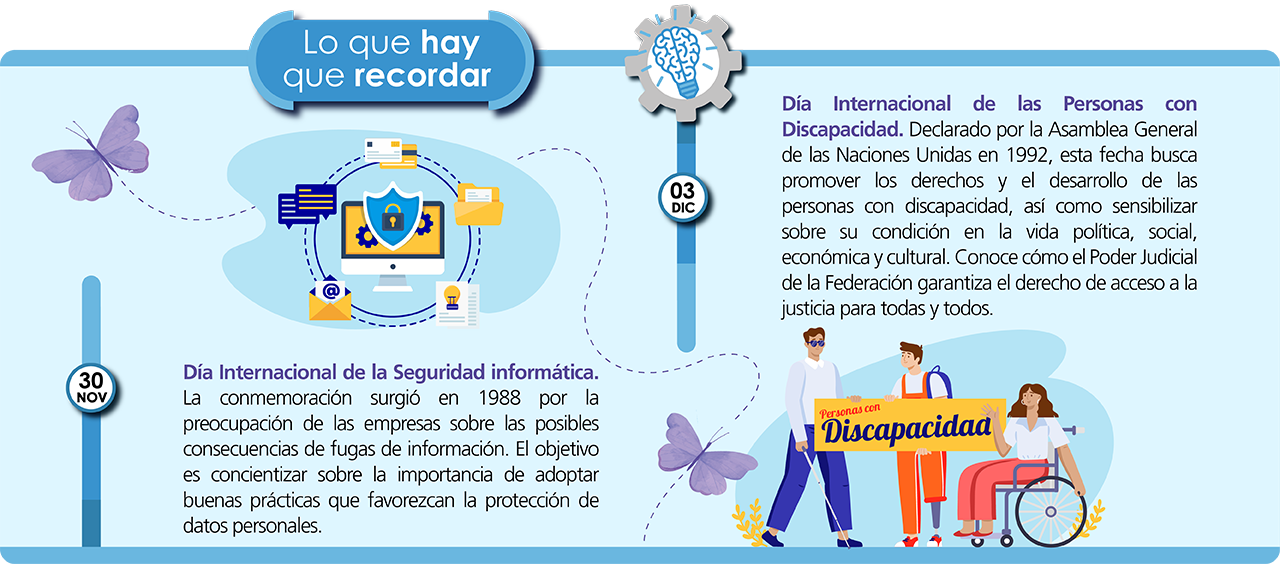 Lo que hay
que recordar
30
NOV
Día Internacional de la Seguridad informática.
La conmemoración surgió en 1988 por la
preocupación de las empresas sobre las posibles
consecuencias de fugas de información. El objetivo
es concientizar sobre la importancia de adoptar
buenas prácticas que favorezcan la protección de
datos personales.
03
DIC
Día Internacional de las Personas con
Discapacidad. Declarado por la Asamblea General
de las Naciones Unidas en 1992, esta fecha busca
promover los derechos y el desarrollo de las
personas con discapacidad, así como sensibilizar
sobre su condición en la vida política, social,
económica y cultural. Conoce cómo el Poder Judicial
de la Federación garantiza el derecho de acceso a la
justicia para todas y todos.
Personas con
Discapacidad
@